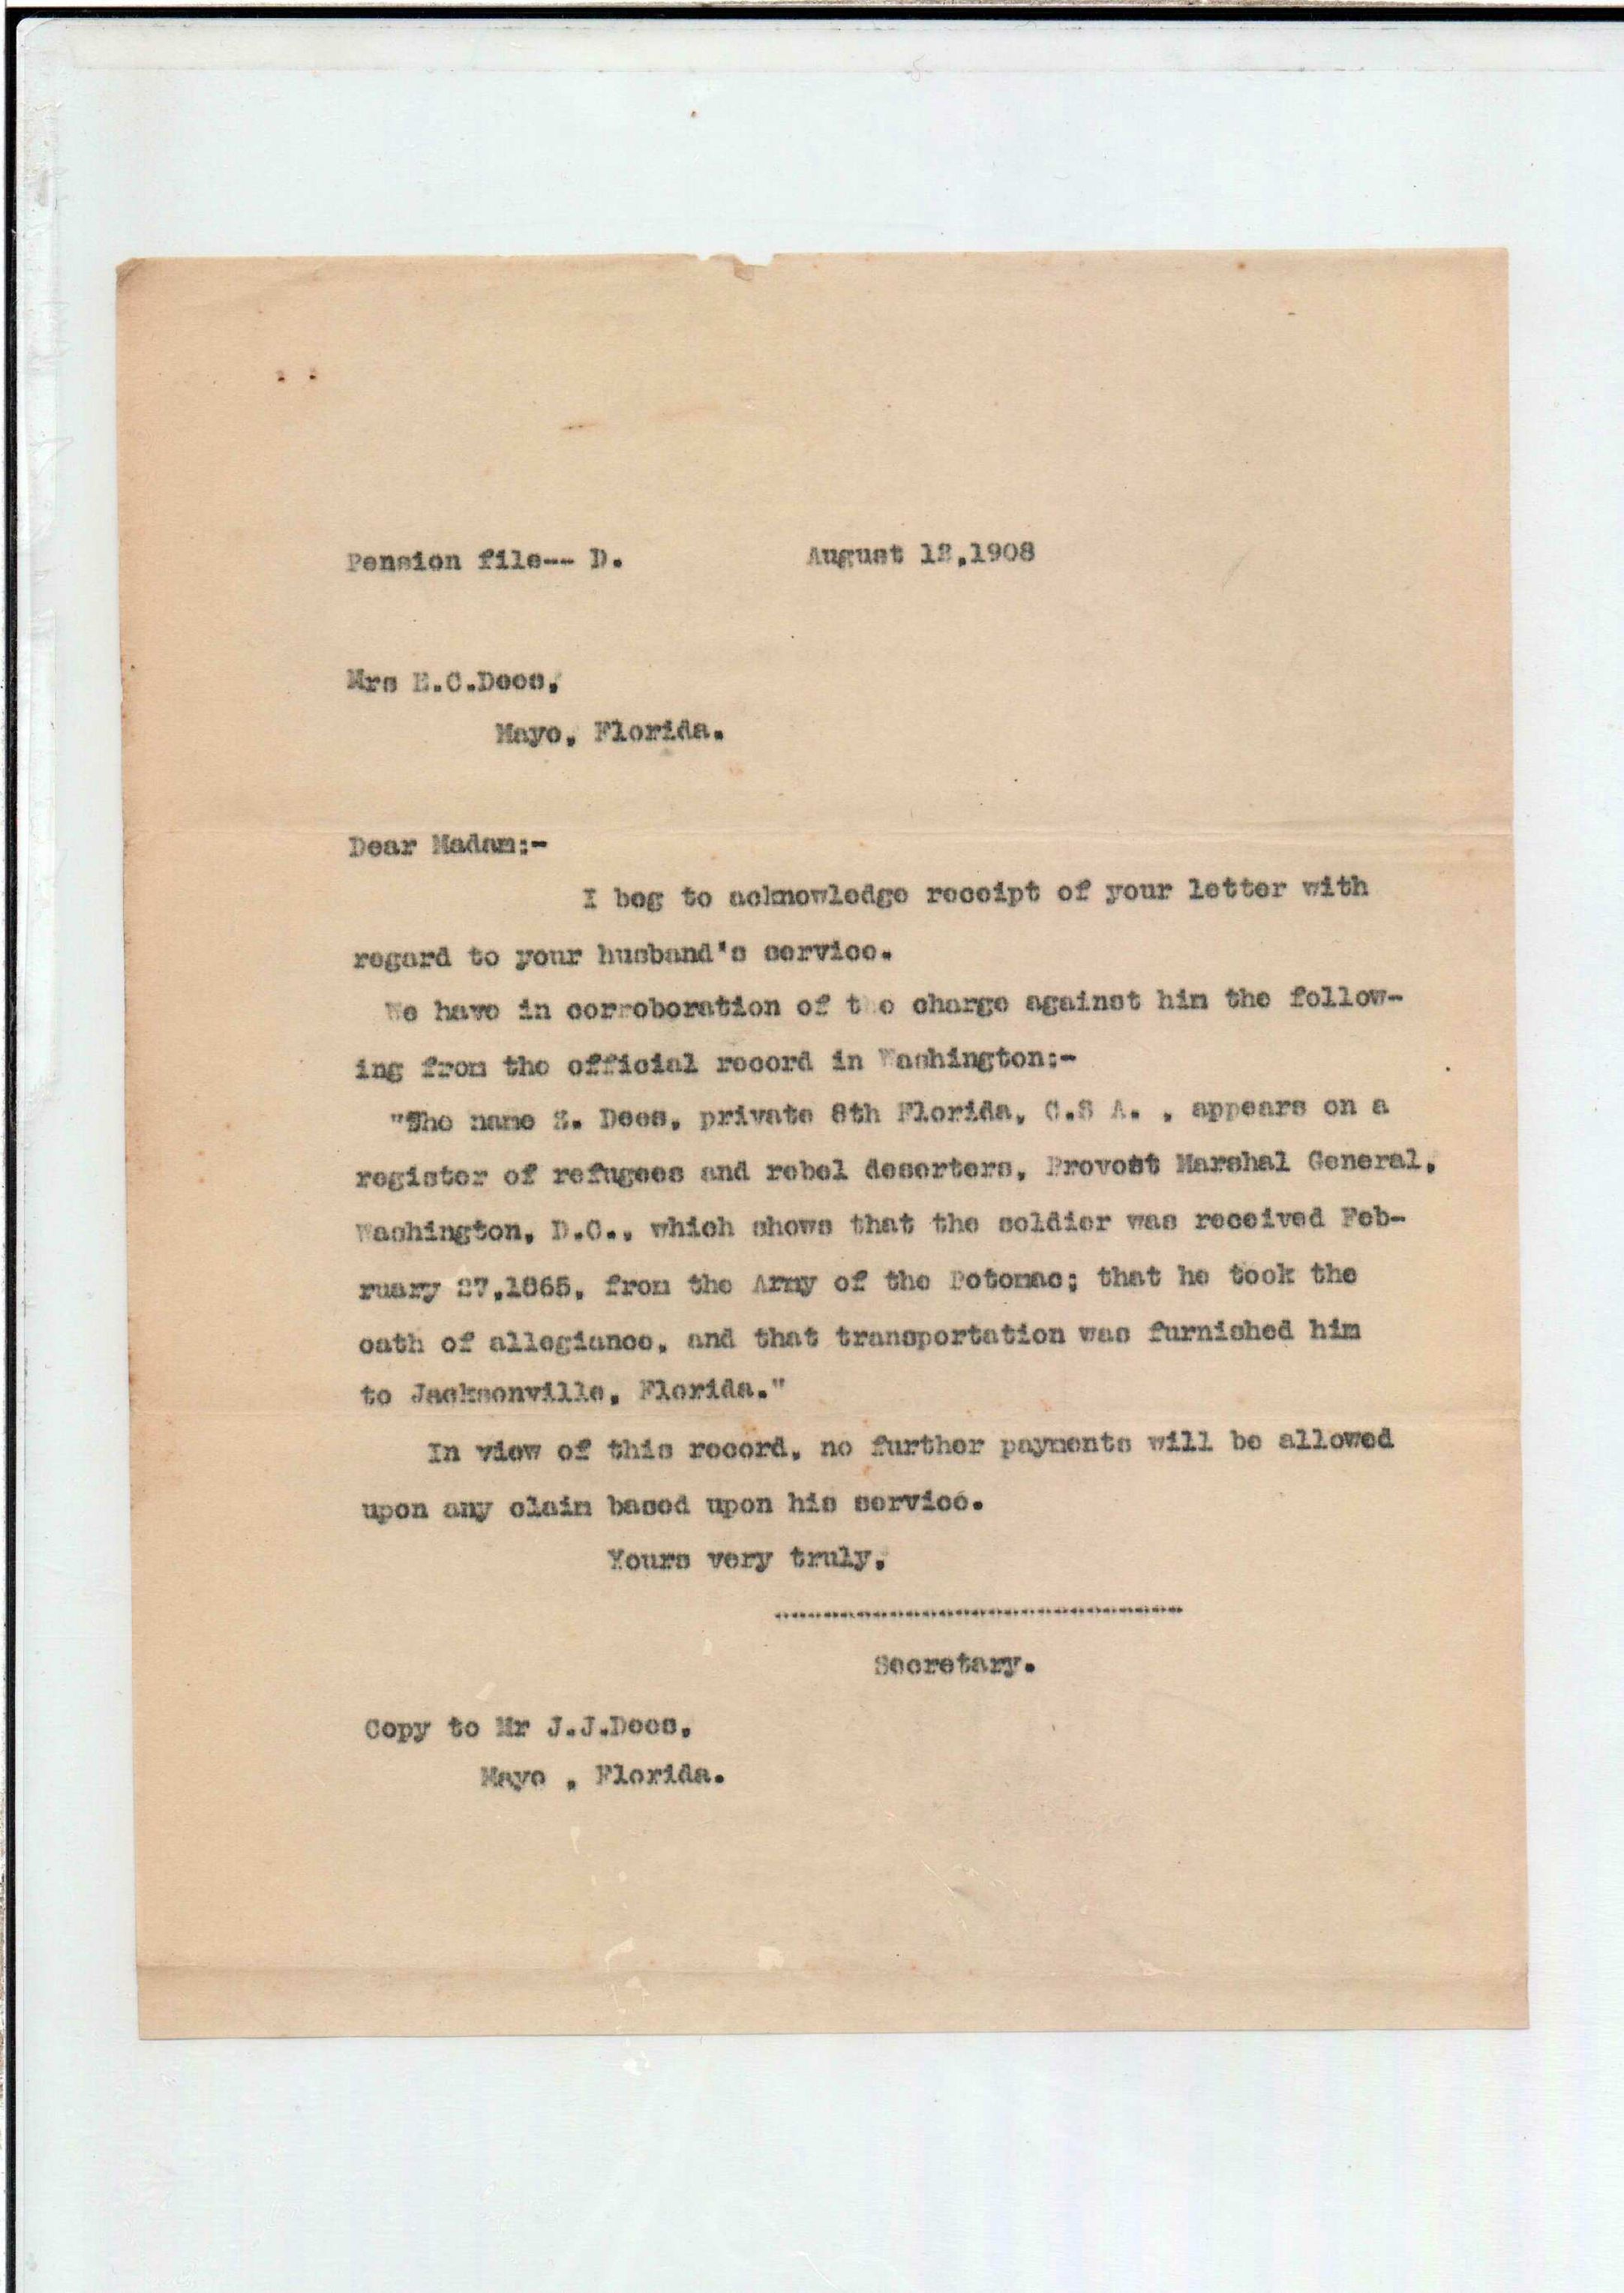 Pension file-- D. August 12,1908
Mrs E.C.Dees,
Mayo, Florida.
Dear Madam:-
I beg to acknowledge receipt of your letter with
regard to your husband's service.
We have in corroboration of the charge against him the follow-
ing from the official record in Washington:-
"The name Z. Dees, private 8th Florida, C.S A. , appears on a
register of refugees and rebel deserters, Provost Marshal General,
Washington, D.C., which shows that the soldier was received Feb-
ruary 27,1865, from the Army of the Potomac; that he took the
oath of allegiance, and that transportation was furnished him
to Jacksonville, Florida."
In view of this record, no further payments will be allowed
upon any claim based upon his service.
Yours very truly,
Secretary.
Copy to Mr J.J.Dees,
Mayo , Florida.